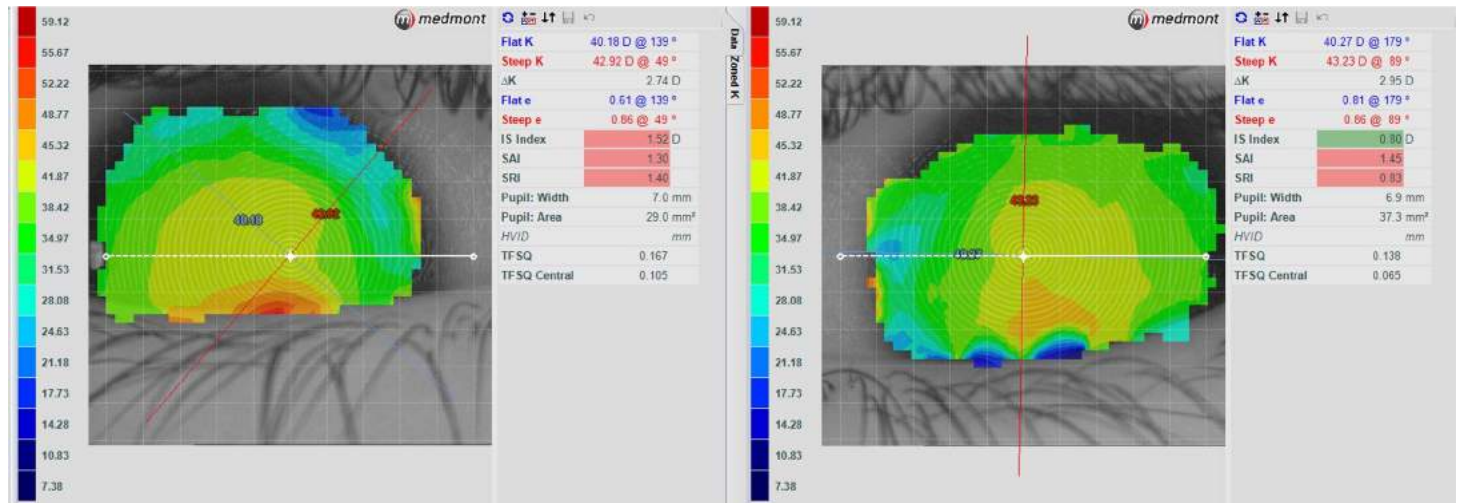 59.12
55.67
52.22
48.77
45.32
41.87
38.42
34.97
31.53
28.08
24.63
21.18
17.73
14.28
10.83
7.38
medmont
40.18
42.92
Flat K 40.18 D @ 139 °
Steep K 42.92 D @ 49 °
ΔK 2.74 D
Flat e 0.61 @ 139 °
Steep e 0.86 @ 49 °
IS Index 1.52 D
SAI 1.30
SRI 1.40
Pupil: Width 7.0 mm
Pupil: Area 29.0 mm²
HVID mm
TFSQ 0.167
TFSQ Central 0.105
Data
Zoned K
59.12
55.67
52.22
48.77
45.32
41.87
38.42
34.97
31.53
28.08
24.63
21.18
17.73
14.28
10.83
7.38
medmont
43.23
40.27
Flat K 40.27 D @ 179 °
Steep K 43.23 D @ 89 °
ΔK 2.95 D
Flat e 0.81 @ 179 °
Steep e 0.86 @ 89 °
IS Index 0.80 D
SAI 1.45
SRI 0.83
Pupil: Width 6.9 mm
Pupil: Area 37.3 mm²
HVID mm
TFSQ 0.138
TFSQ Central 0.065